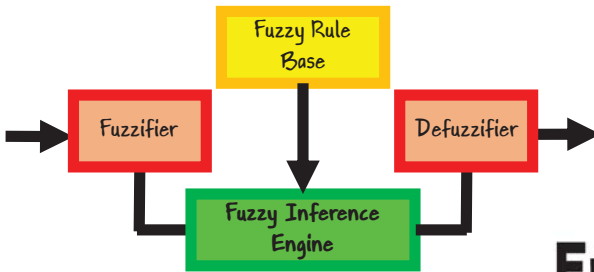 Fuzzy Rule
Base
Fuzzifier
Defuzzifier
Fuzzy Inference
Engine